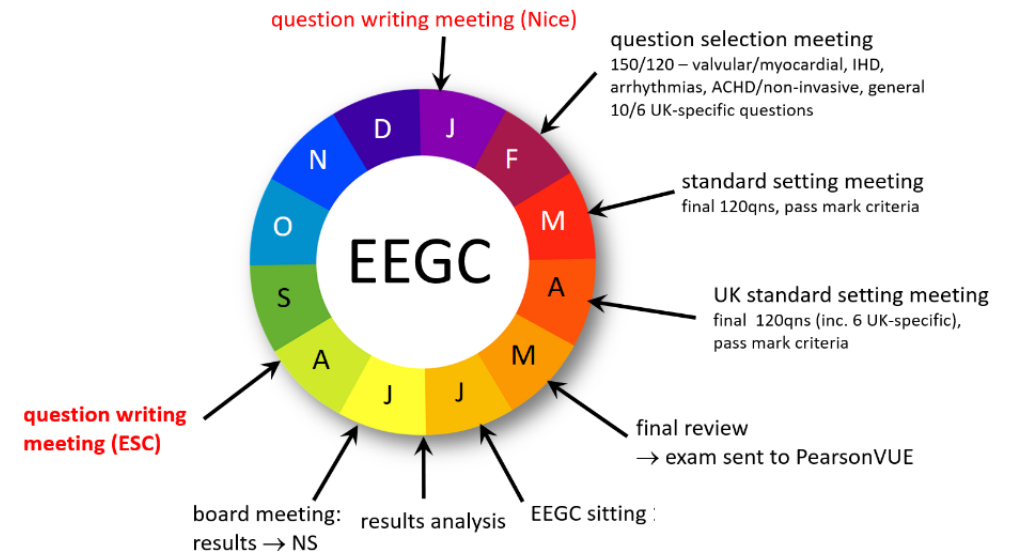 question writing meeting (Nice)
question selection meeting
150/120 – valvular/myocardial, IHD,
arrhythmias, ACHD/non-invasive, general
10/6 UK-specific questions
standard setting meeting
final 120qns, pass mark criteria
UK standard setting meeting
final 120qns (inc. 6 UK-specific),
pass mark criteria
final review
→ exam sent to PearsonVUE
EEGC sitting
results analysis
board meeting:
results → NS
question writing
meeting (ESC)
J
F
M
A
M
J
J
A
S
O
N
D
EEGC